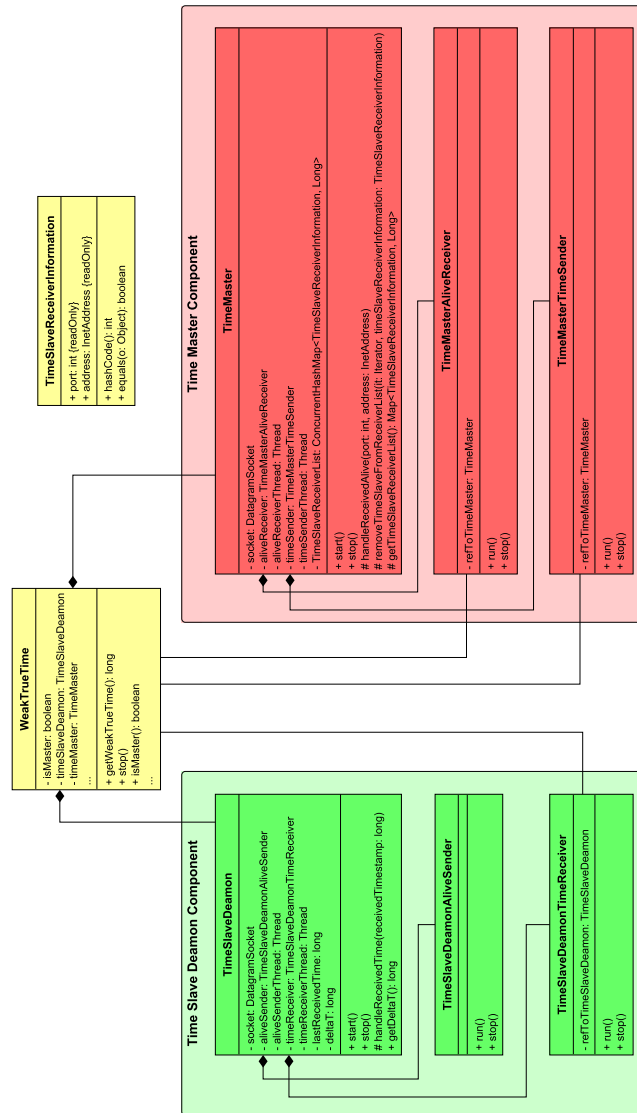 WeakTrueTime
- isMaster: boolean
- timeSlaveDeamon: TimeSlaveDeamon
- timeMaster: TimeMaster
...
+ getWeakTrueTime(): long
+ stop()
+ isMaster(): boolean
...
TimeSlaveReceiverInformation
+ port: int {readOnly}
+ address: InetAddress {readOnly}
+ hashCode(): int
+ equals(o: Object): boolean
Time Slave Deamon Component
TimeSlaveDeamon
- socket: DatagramSocket
- aliveSender: TimeSlaveDeamonAliveSender
- aliveSenderThread: Thread
- timeReceiver: TimeSlaveDeamonTimeReceiver
- timeReceiverThread: Thread
- lastReceivedTime: long
- deltaT: long
+ start()
+ stop()
# handleReceivedTime(receivedTimestamp: long)
+ getDeltaT(): long
TimeSlaveDeamonAliveSender
+ run()
+ stop()
TimeSlaveDeamonTimeReceiver
- refToTimeSlaveDeamon: TimeSlaveDeamon
+ run()
+ stop()
Time Master Component
TimeMaster
- socket: DatagramSocket
- aliveReceiver: TimeMasterAliveReceiver
- aliveReceiverThread: Thread
- timeSender: TimeMasterTimeSender
- timeSenderThread: Thread
- TimeSlaveReceiverList: ConcurrentHashMap<TimeSlaveReceiverInformation, Long>
+ start()
+ stop()
# handleReceivedAlive(port: int, address: InetAddress)
# removeTimeSlaveFromReceiverList(it: Iterator, timeSlaveReceiverInformation: TimeSlaveReceiverInformation)
# getTimeSlaveReceiverList(): Map<TimeSlaveReceiverInformation, Long>
TimeMasterAliveReceiver
- refToTimeMaster: TimeMaster
+ run()
+ stop()
TimeMasterTimeSender
- refToTimeMaster: TimeMaster
+ run()
+ stop()